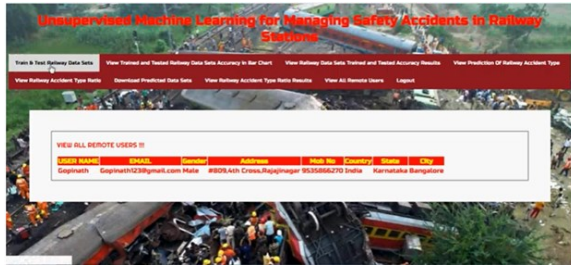 Unsupervised Machine Learning for Managing Safety Accidents in Railway
Stations
Train & Test Railway Data Sets View Trained and Tested Railway Data Sets Accuracy in Bar Chart View Railway Data Sets Trained and Tested Accuracy Results View Prediction Of Railway Accident Type
View Railway Accident Type Ratio Download Predicted Data Sets View Railway Accident Type Ratio Results View All Remote Users Logout
VIEW ALL REMOTE USERS !!!
USER NAME EMAIL Gender Address Mob No Country State City
Gopinath Gopinath123@gmail.com Male #809,4th Cross,Rajajinagar 9535866270 India Karnataka Bangalore